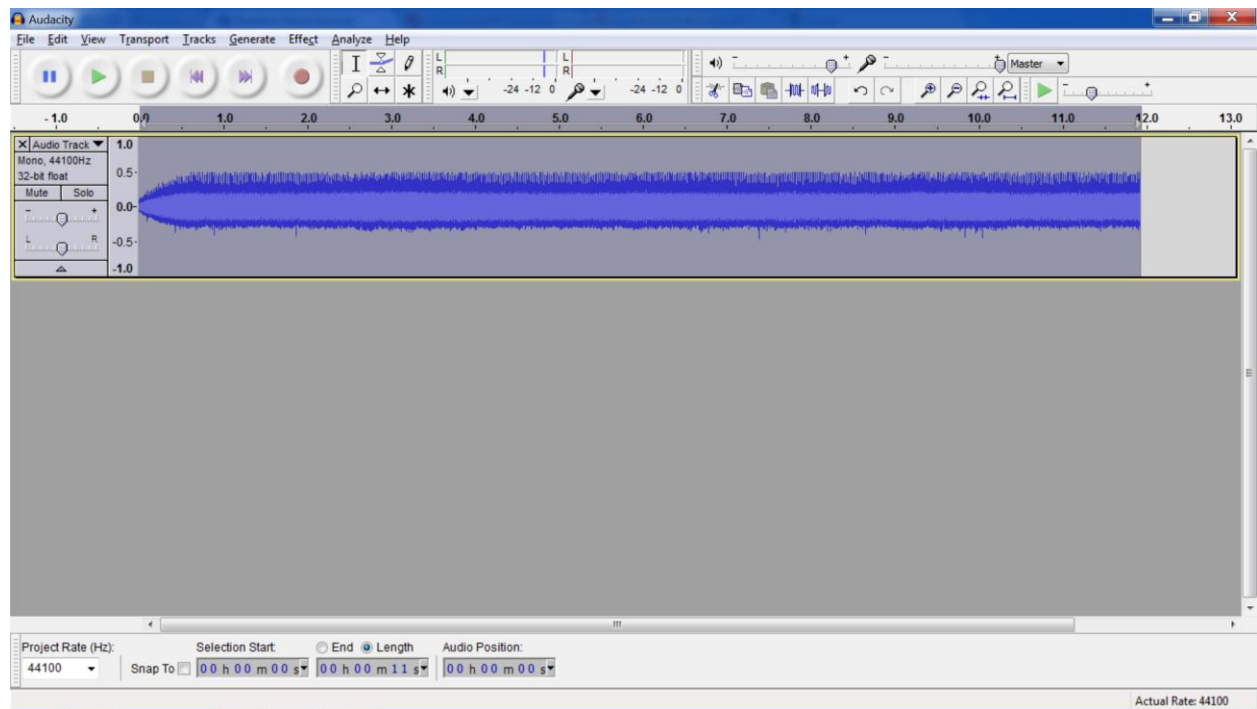 Audacity
File Edit View Transport Tracks Generate Effect Analyze Help
L
R
L
R
Master
-24 -12 0
-24 -12 0
- 1.0 0.0 1.0 2.0 3.0 4.0 5.0 6.0 7.0 8.0 9.0 10.0 11.0 12.0 13.0
X Audio Track 1.0
Mono, 44100Hz
32-bit float 0.5
Mute Solo
- + 0.0
L R -0.5
-1.0
Project Rate (Hz): Selection Start: End Length Audio Position:
44100 Snap To 00 h 00 m 00 s 00 h 00 m 11 s 00 h 00 m 00 s
Actual Rate: 44100